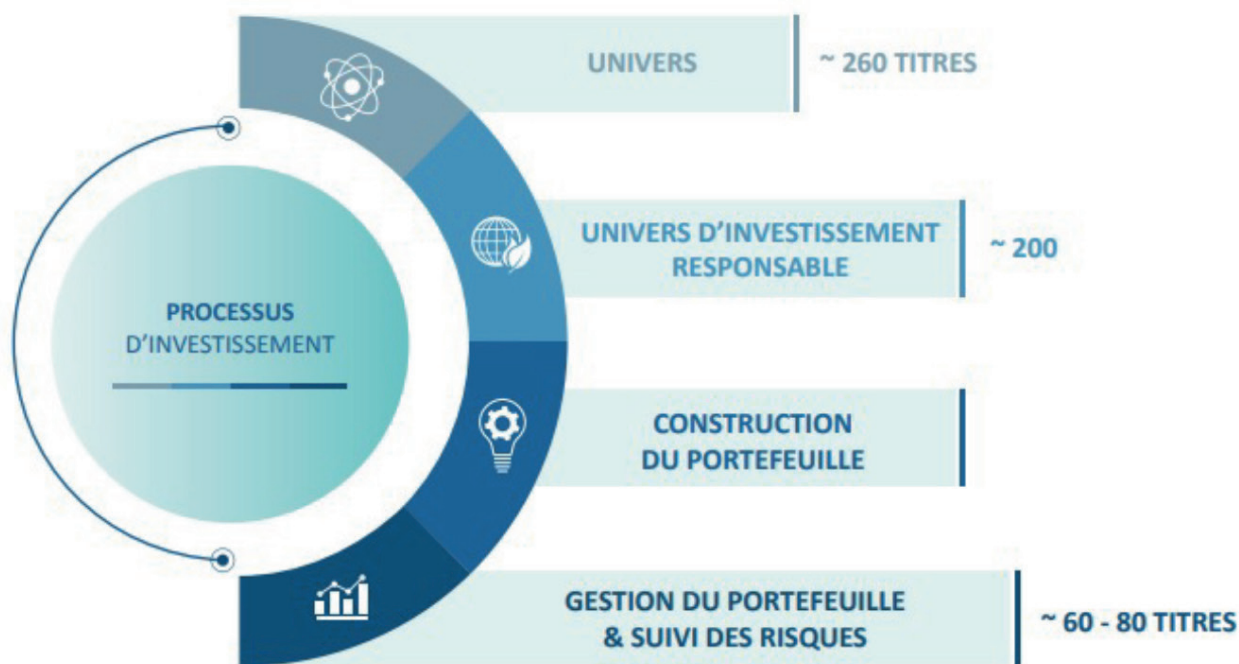 PROCESSUS
D'INVESTISSEMENT
UNIVERS
~ 260 TITRES
UNIVERS D'INVESTISSEMENT
RESPONSABLE
~ 200
CONSTRUCTION
DU PORTEFEUILLE
GESTION DU PORTEFEUILLE
& SUIVI DES RISQUES
~ 60 - 80 TITRES